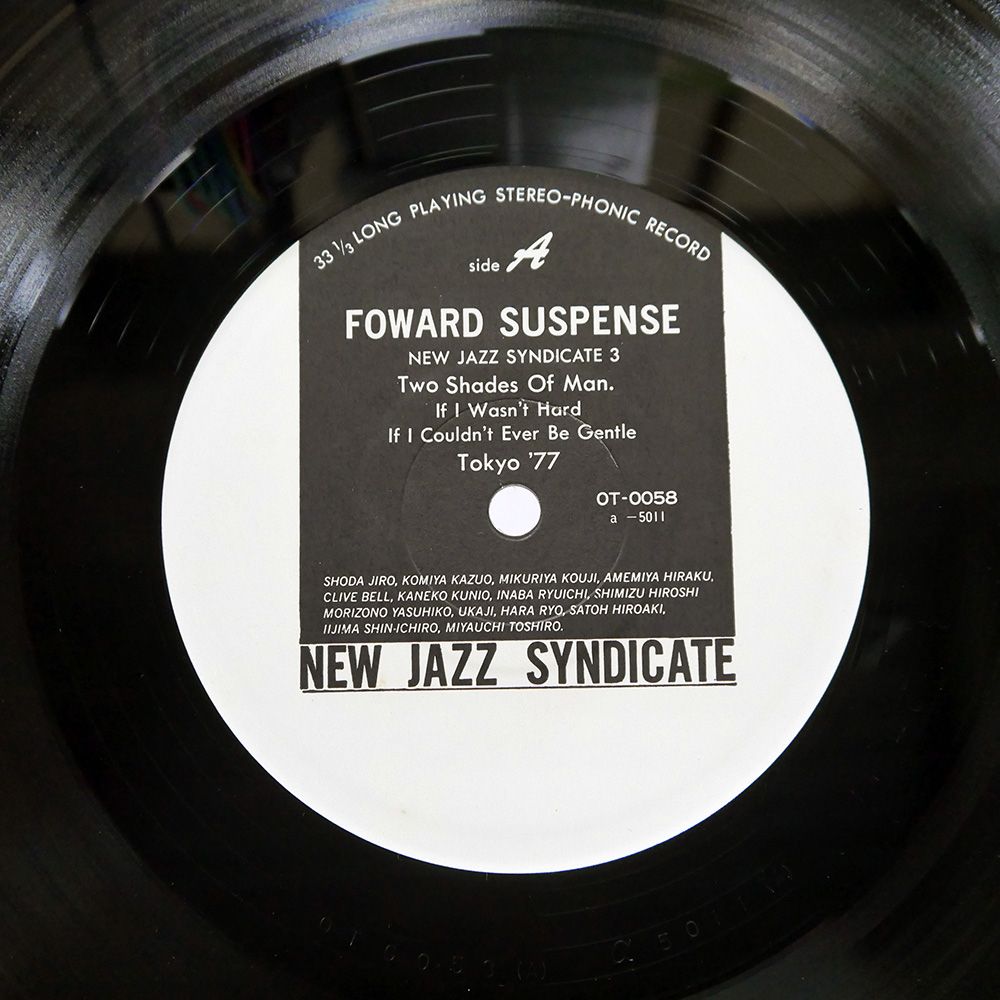 33 1/3 LONG PLAYING STEREO-PHONIC RECORD
side A
FOWARD SUSPENSE
NEW JAZZ SYNDICATE 3
Two Shades Of Man.
If I Wasn't Hard
If I Couldn't Ever Be Gentle
Tokyo '77
OT-0058
a -5011
SHODA JIRO, KOMIYA KAZUO, MIKURIYA KOUJI, AMEMIYA HIRAKU,
CLIVE BELL, KANEKO KUNIO, INABA RYUICHI, SHIMIZU HIROSHI
MORIZONO YASUHIKO, UKAJI, HARA RYO, SATOH HIROAKI,
IIJIMA SHIN-ICHIRO, MIYAUCHI TOSHIRO.
NEW JAZZ SYNDICATE